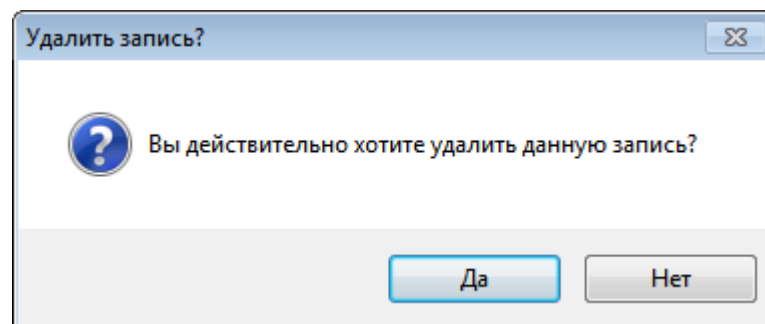 Удалить запись?
Вы действительно хотите удалить данную запись?
Да
Нет